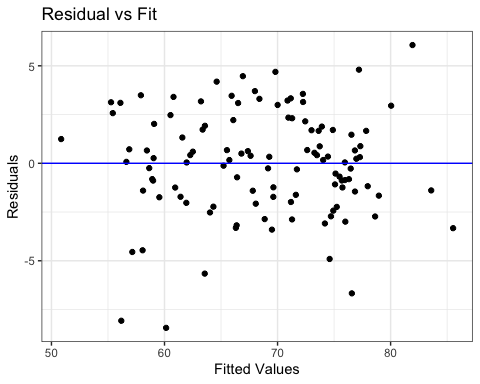 Residual vs Fit
5
0
-5
Residuals
50 60 70 80
Fitted Values